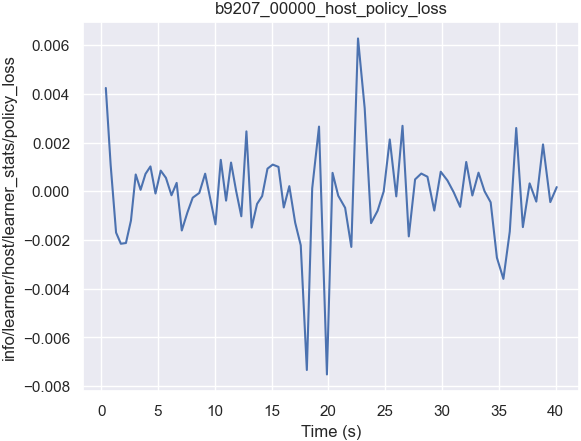 b9207_00000_host_policy_loss
info/learner/host/learner_stats/policy_loss
0.006
0.004
0.002
0.000
−0.002
−0.004
−0.006
−0.008
0 5 10 15 20 25 30 35 40
Time (s)